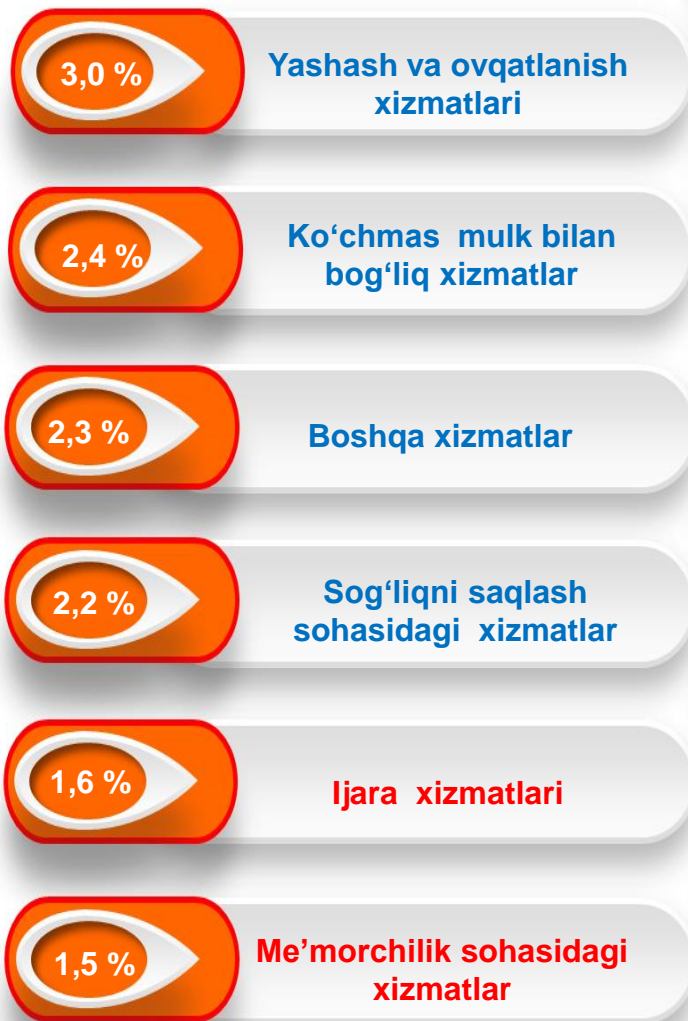 3,0 %
Yashash va ovqatlanish
xizmatlari
2,4 %
Ko‘chmas mulk bilan
bog‘liq xizmatlar
2,3 %
Boshqa xizmatlar
2,2 %
Sog‘liqni saqlash
sohasidagi xizmatlar
1,6 %
Ijara xizmatlari
1,5 %
Me’morchilik sohasidagi
xizmatlar